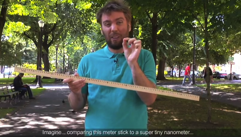 Imagine... comparing this meter stick to a super tiny nanometer...